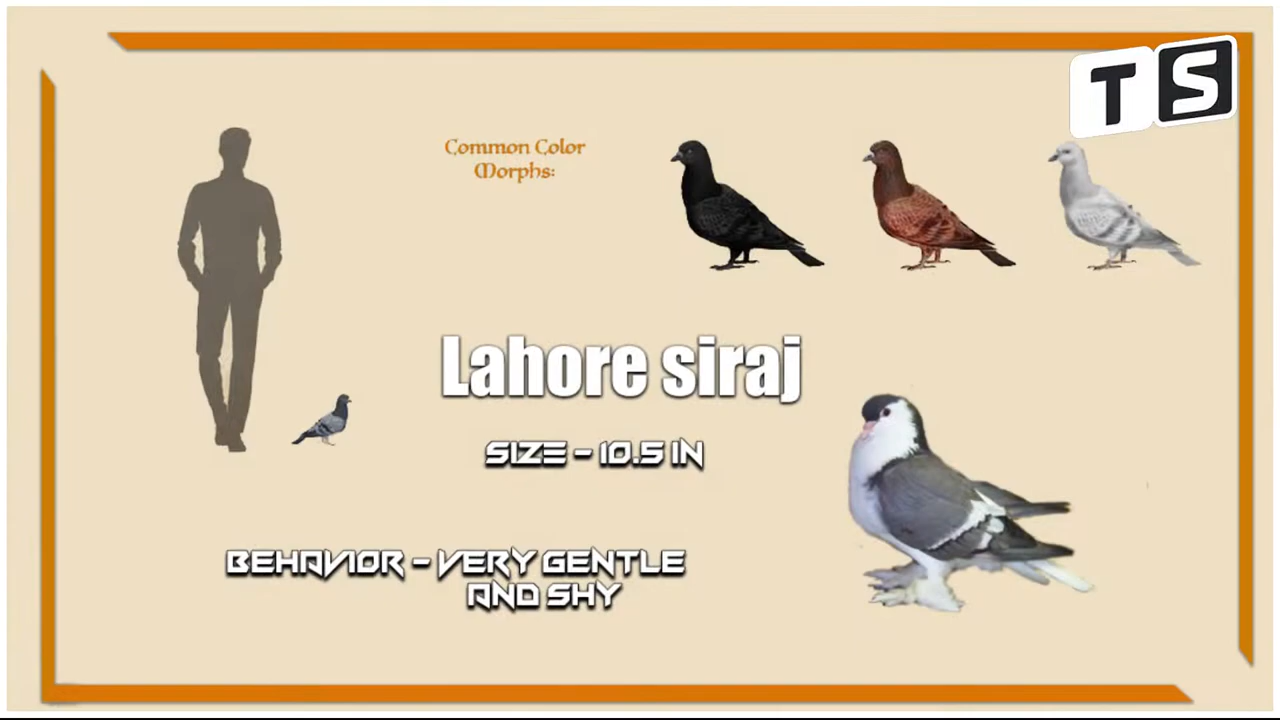 TS
Common Color
Morphs:
Lahore siraj
SIZE - 10.5 IN
BEHAVIOR - VERY GENTLE
AND SHY